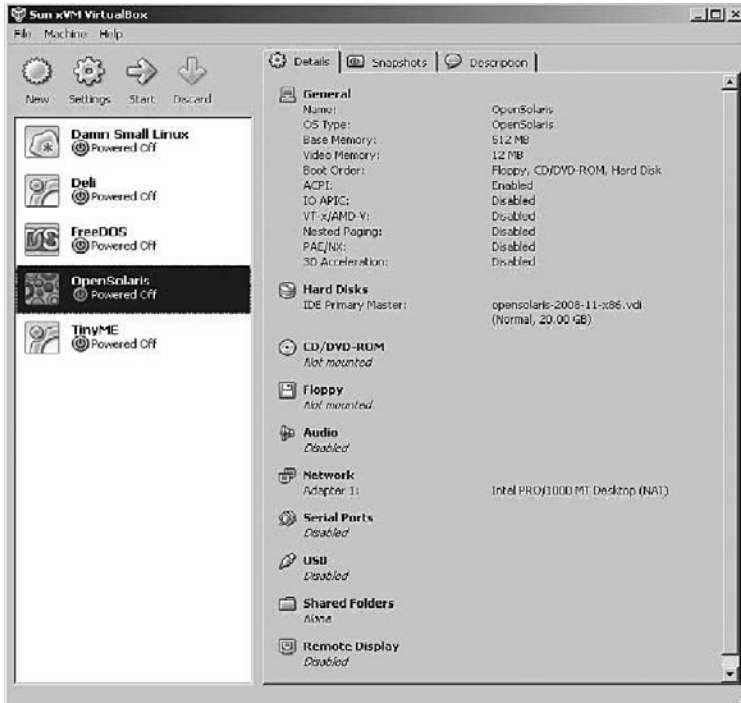 Sun xVM VirtualBox
File Machine Help
New Settings Start Discard
Damn Small Linux
Powered Off
Deli
Powered Off
FreeDOS
Powered Off
OpenSolaris
Powered Off
TinyME
Powered Off
Details Snapshots Description
General
Name: OpenSolaris
OS Type: OpenSolaris
Base Memory: 512 MB
Video Memory: 12 MB
Boot Order: Floppy, CD/DVD-ROM, Hard Disk
ACPI: Enabled
IO APIC: Disabled
VT-x/AMD-V: Disabled
Nested Paging: Disabled
PAE/NX: Disabled
3D Acceleration: Disabled
Hard Disks
IDE Primary Master: opensolaris-2008-11-x86.vdi
(Normal, 20.00 GB)
CD/DVD-ROM
Not mounted
Floppy
Not mounted
Audio
Disabled
Network
Adapter 1: Intel PRO/1000 MT Desktop (NAT)
Serial Ports
Disabled
USB
Disabled
Shared Folders
None
Remote Display
Disabled